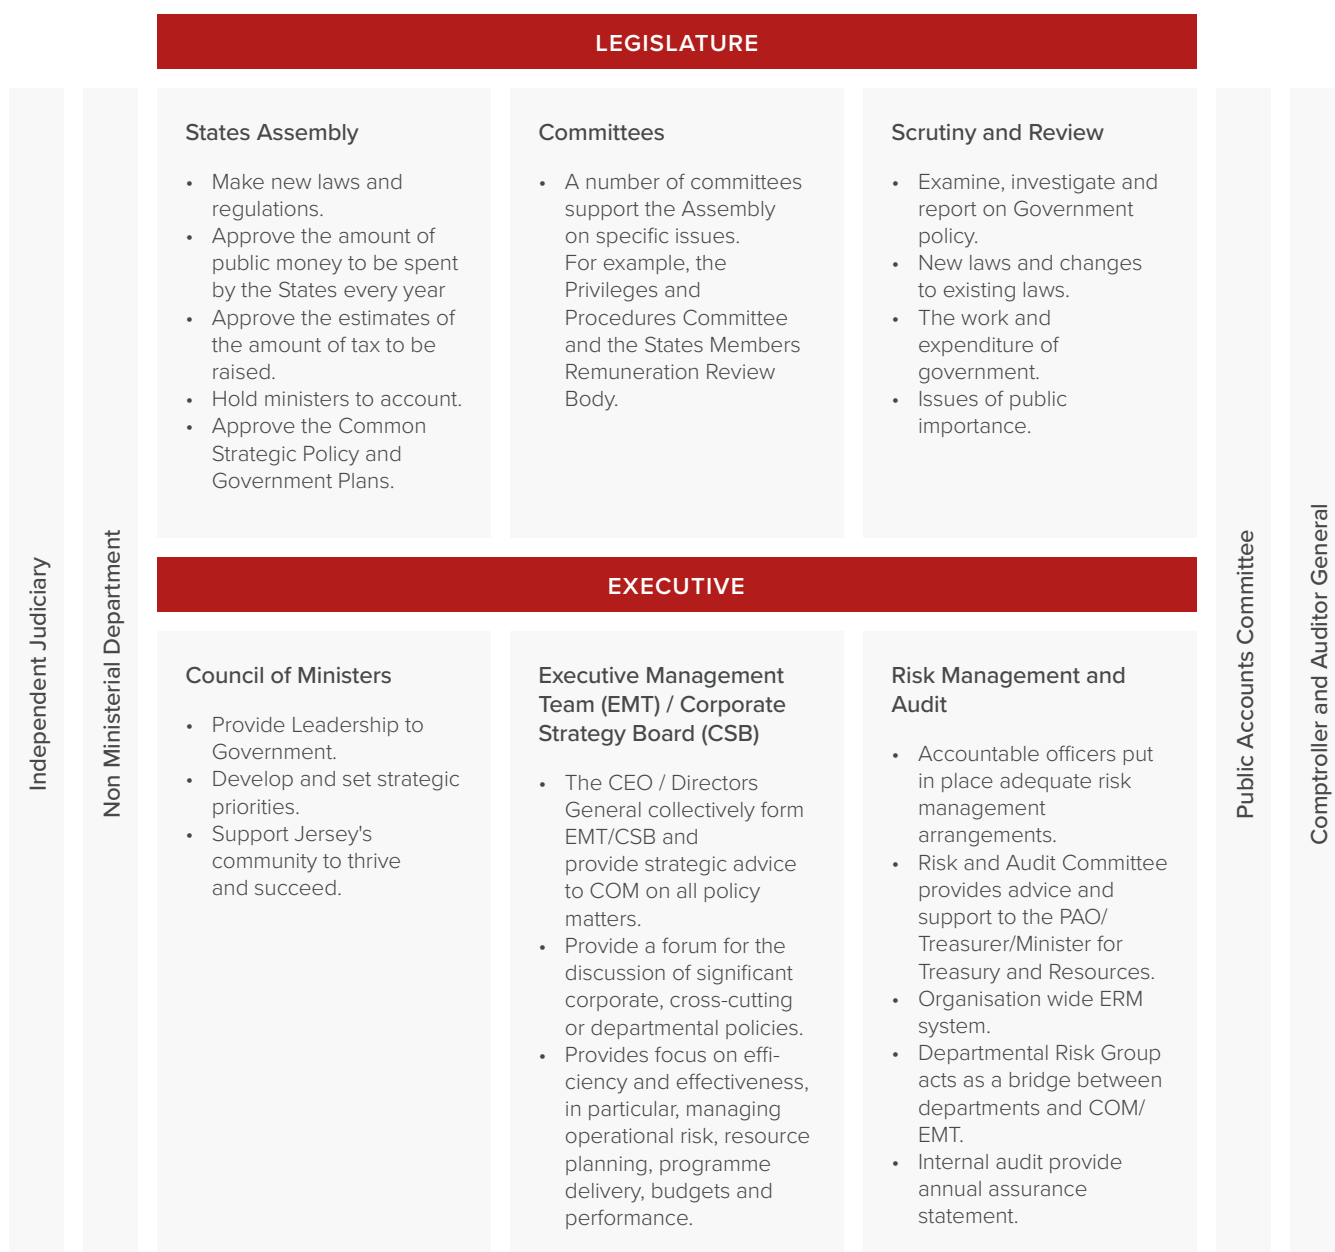 LEGISLATURE
Independent Judiciary
Non Ministerial Department
States Assembly
• Make new laws and
regulations.
• Approve the amount of
public money to be spent
by the States every year
• Approve the estimates of
the amount of tax to be
raised.
• Hold ministers to account.
• Approve the Common
Strategic Policy and
Government Plans.
Committees
• A number of committees
support the Assembly
on specific issues.
For example, the
Privileges and
Procedures Committee
and the States Members
Remuneration Review
Body.
Scrutiny and Review
• Examine, investigate and
report on Government
policy.
• New laws and changes
to existing laws.
• The work and
expenditure of
government.
• Issues of public
importance.
EXECUTIVE
Council of Ministers
• Provide Leadership to
Government.
• Develop and set strategic
priorities.
• Support Jersey's
community to thrive
and succeed.
Executive Management
Team (EMT) / Corporate
Strategy Board (CSB)
• The CEO / Directors
General collectively form
EMT/CSB and
provide strategic advice
to COM on all policy
matters.
• Provide a forum for the
discussion of significant
corporate, cross-cutting
or departmental policies.
• Provides focus on effi-
ciency and effectiveness,
in particular, managing
operational risk, resource
planning, programme
delivery, budgets and
performance.
Risk Management and
Audit
• Accountable officers put
in place adequate risk
management
arrangements.
• Risk and Audit Committee
provides advice and
support to the PAO/
Treasurer/Minister for
Treasury and Resources.
• Organisation wide ERM
system.
• Departmental Risk Group
acts as a bridge between
departments and COM/
EMT.
• Internal audit provide
annual assurance
statement.
Public Accounts Committee
Comptroller and Auditor General